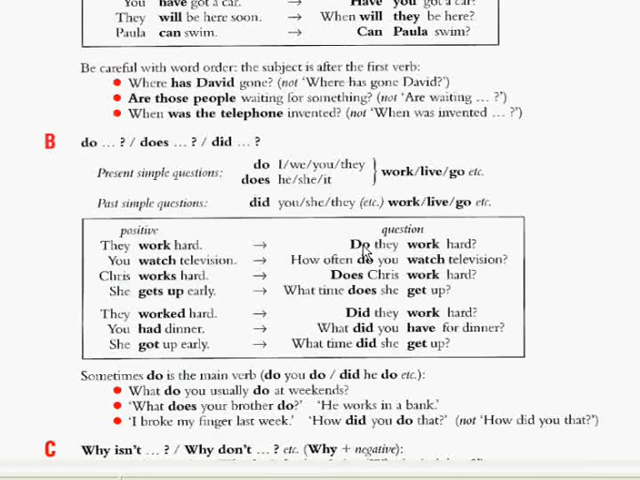 You have got a car. → Have you got a car?
They will be here soon. → When will they be here?
Paula can swim. → Can Paula swim?
Be careful with word order: the subject is after the first verb:
• Where has David gone? (not 'Where has gone David?')
• Are those people waiting for something? (not 'Are waiting ... ?')
• When was the telephone invented? (not 'When was invented ... ?')
B do ... ? / does ... ? / did ... ?
do I/we/you/they
Present simple questions: work/live/go etc.
does he/she/it
Past simple questions: did you/she/they (etc.) work/live/go etc.
positive question
They work hard. → Do they work hard?
You watch television. → How often do you watch television?
Chris works hard. → Does Chris work hard?
She gets up early. → What time does she get up?
They worked hard. → Did they work hard?
You had dinner. → What did you have for dinner?
She got up early. → What time did she get up?
Sometimes do is the main verb (do you do / did he do etc.):
• What do you usually do at weekends?
• 'What does your brother do?' 'He works in a bank.'
• 'I broke my finger last week.' 'How did you do that?' (not 'How did you that?')
C Why isn't ... ? / Why don't ... ? etc. (Why + negative):